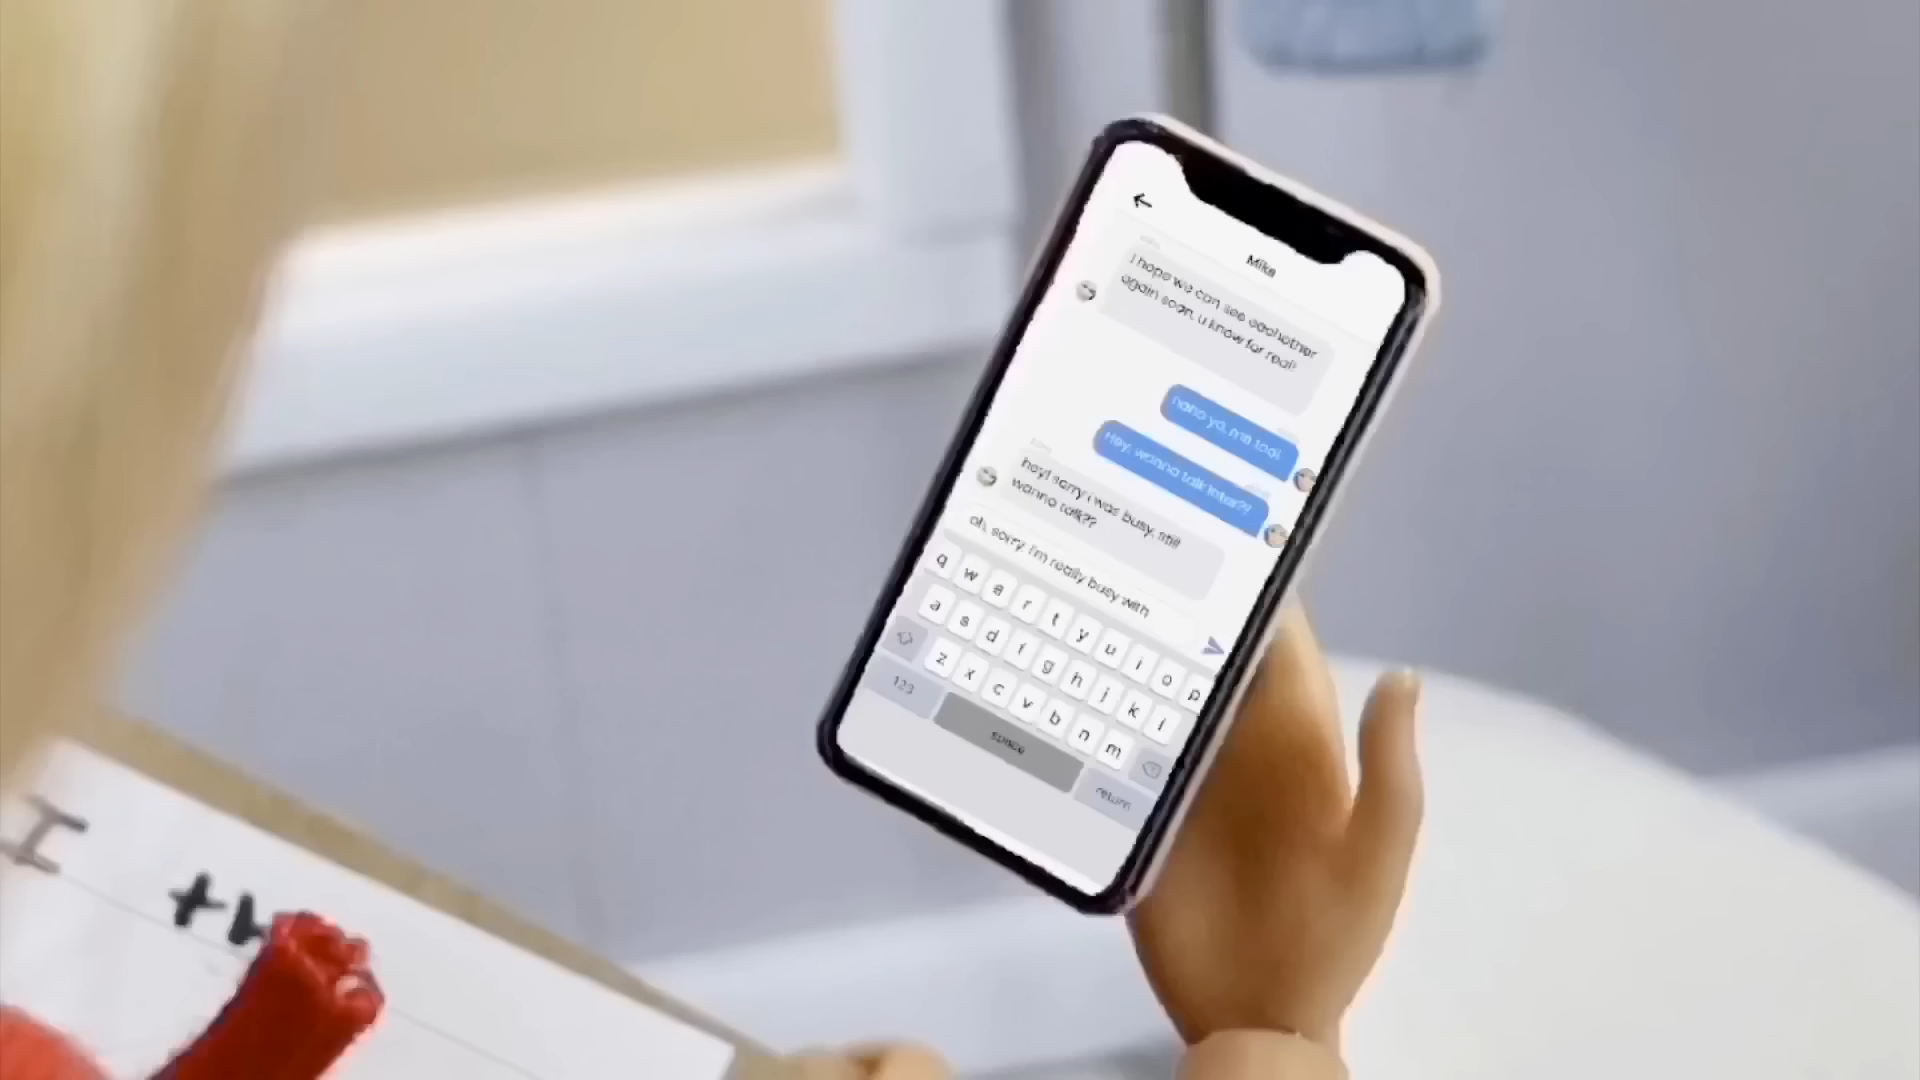 Mike
i hope we can see eachother
again soon, u know for real!
haha ya, me too!
Hey, wanna talk later??
hey! sorry i was busy, still
wanna talk??
oh, sorry. i'm really busy with
q w e r t y u i o p
a s d f g h j k l
z x c v b n m
123
space
return
I